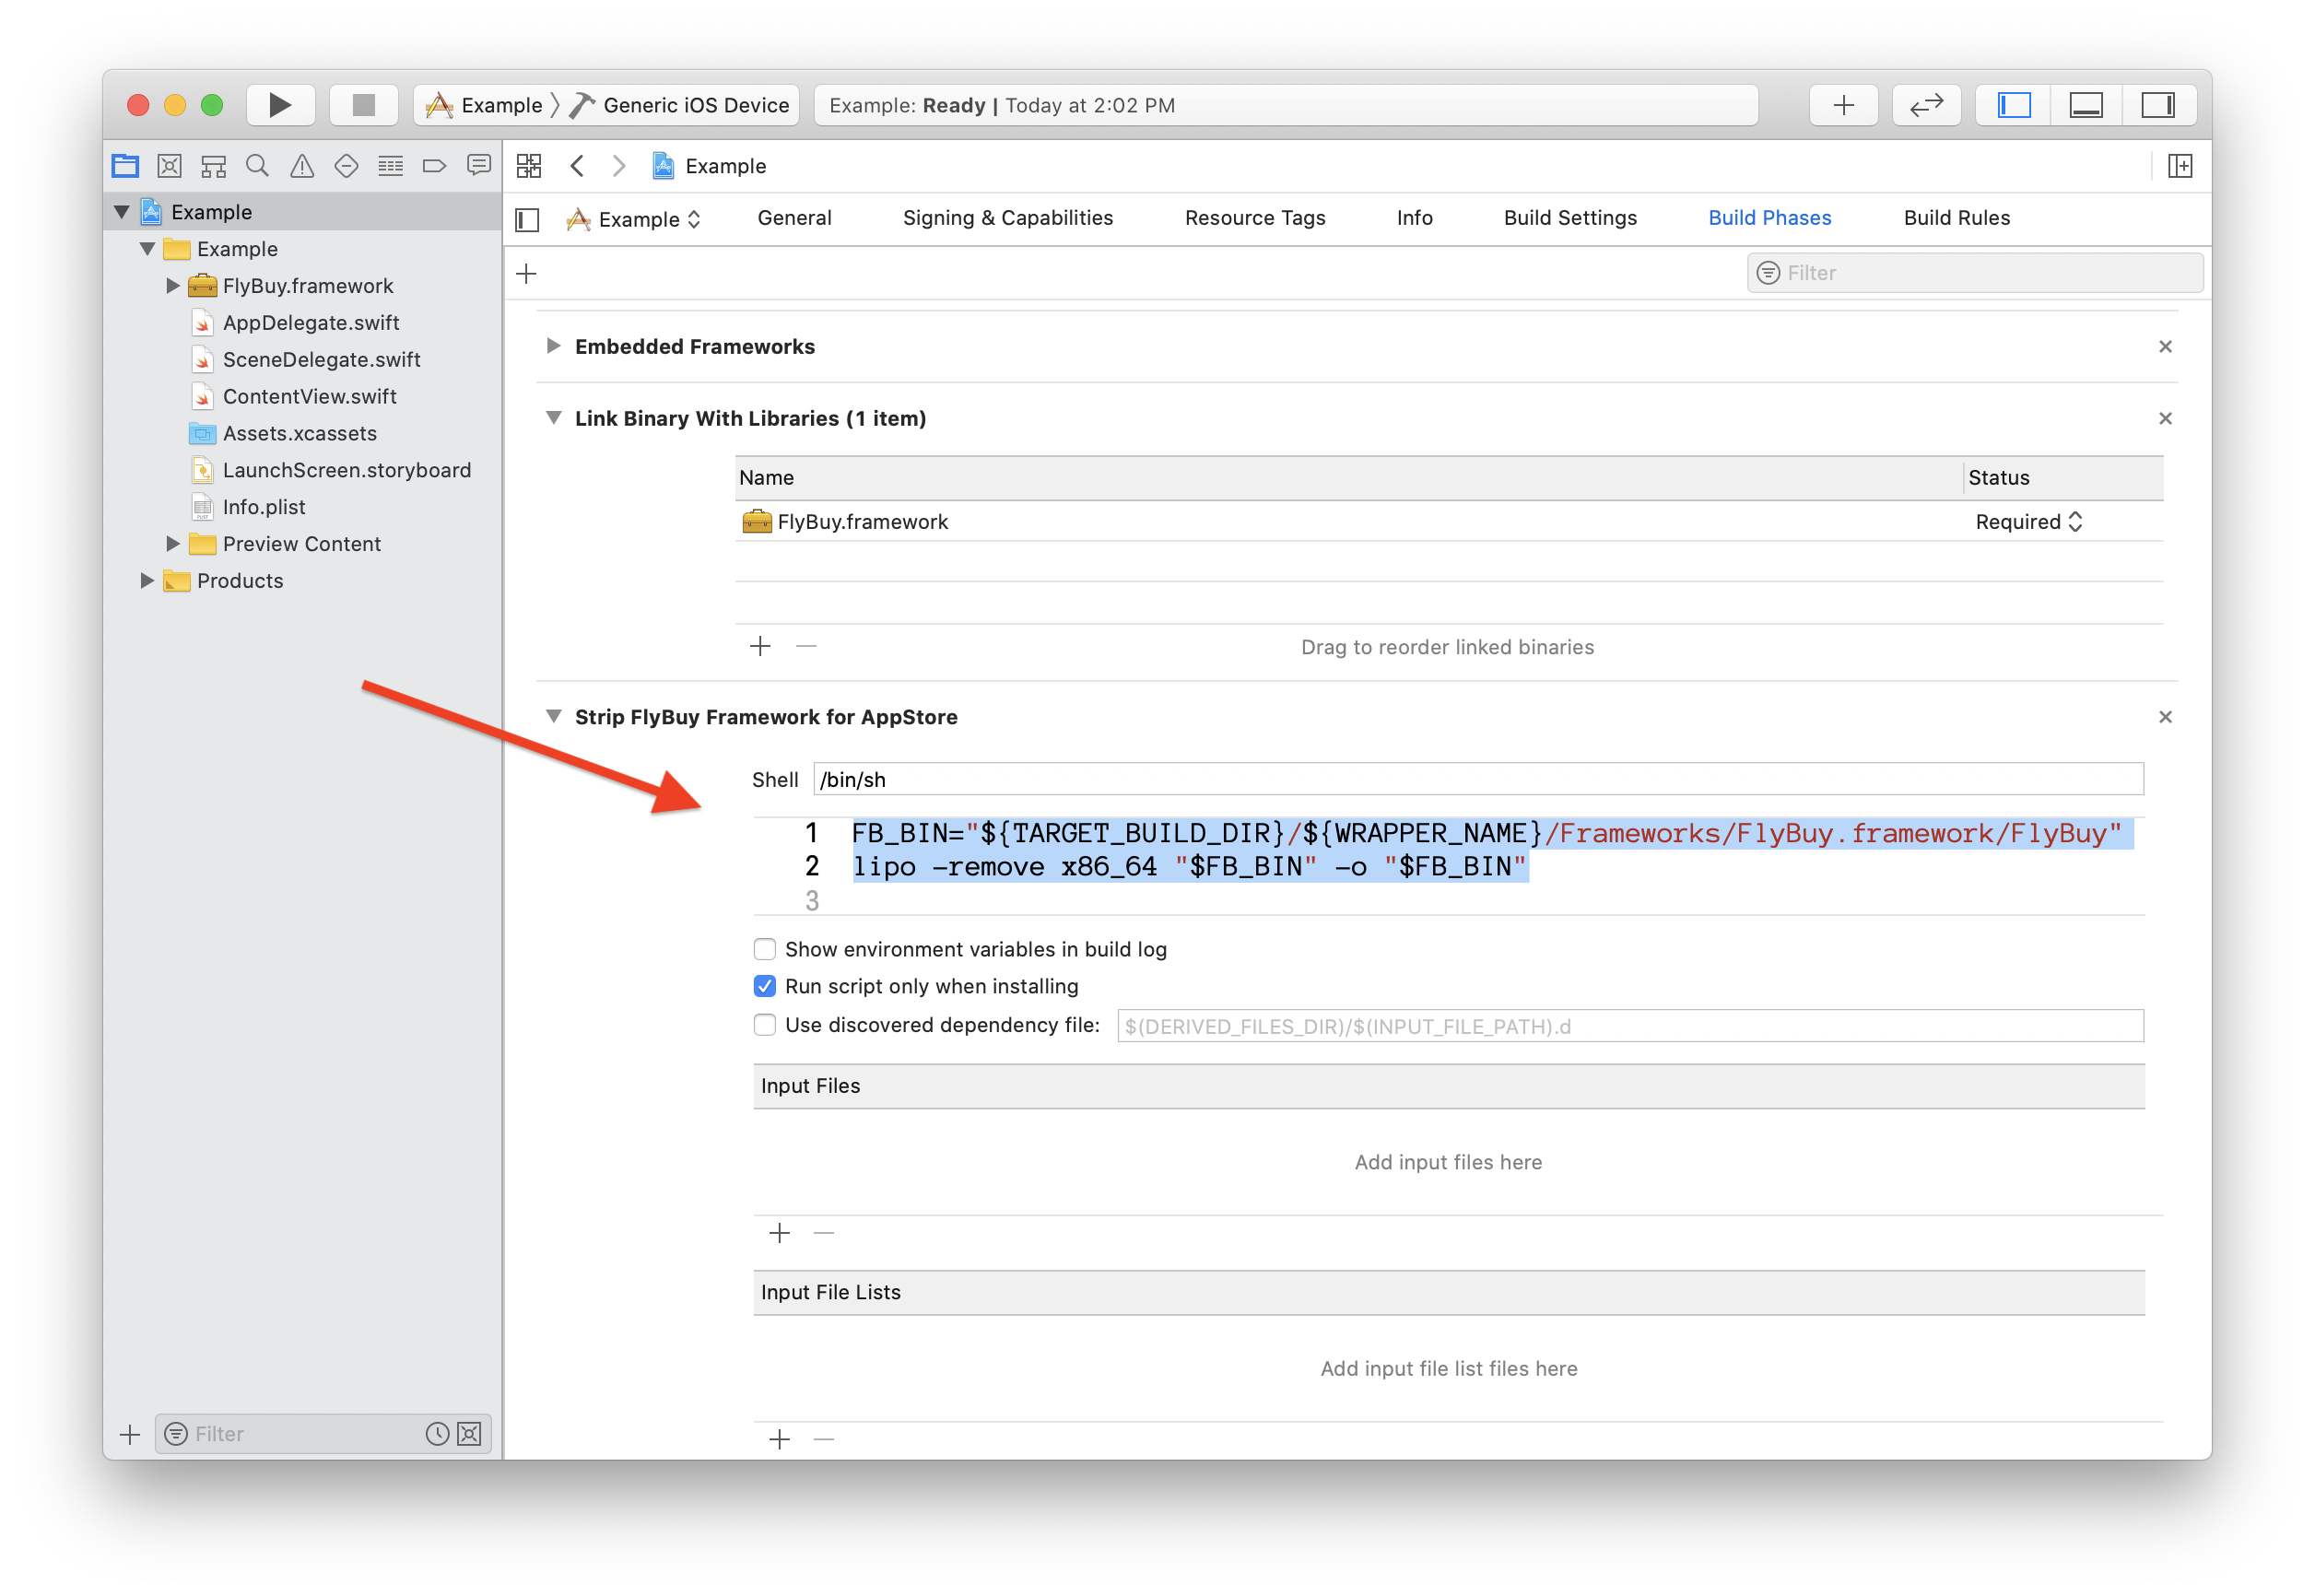 Example 〉 Generic iOS Device
Example: Ready | Today at 2:02 PM
Example
Example
FlyBuy.framework
AppDelegate.swift
SceneDelegate.swift
ContentView.swift
Assets.xcassets
LaunchScreen.storyboard
Info.plist
Preview Content
Products
Filter
Example
Example General Signing & Capabilities Resource Tags Info Build Settings Build Phases Build Rules
Filter
Embedded Frameworks
Link Binary With Libraries (1 item)
Name Status
FlyBuy.framework Required
Drag to reorder linked binaries
Strip FlyBuy Framework for AppStore
Shell /bin/sh
1 FB_BIN="${TARGET_BUILD_DIR}/${WRAPPER_NAME}/Frameworks/FlyBuy.framework/FlyBuy"
2 lipo -remove x86_64 "$FB_BIN" -o "$FB_BIN"
3
Show environment variables in build log
Run script only when installing
Use discovered dependency file: $(DERIVED_FILES_DIR)/$(INPUT_FILE_PATH).d
Input Files
Add input files here
Input File Lists
Add input file list files here